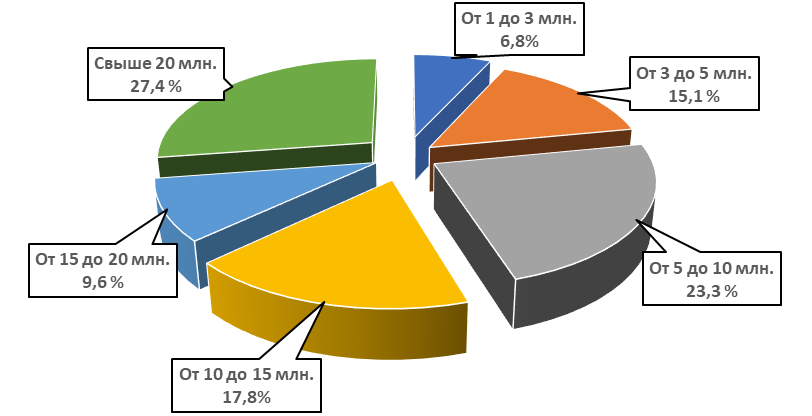 От 1 до 3 млн.
6,8%
От 3 до 5 млн.
15,1 %
От 5 до 10 млн.
23,3 %
От 10 до 15 млн.
17,8%
От 15 до 20 млн.
9,6 %
Свыше 20 млн.
27,4 %